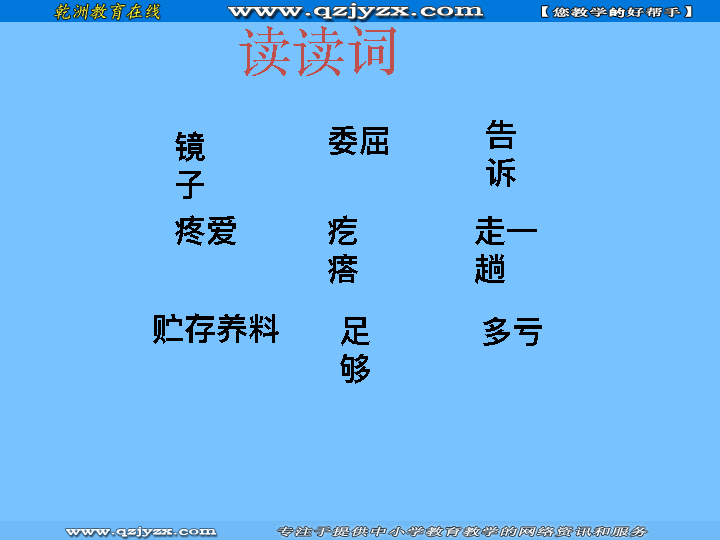 乾洲教育在线 www.qzjyzx.com 【您教学的好帮手】
读读词
镜
子
委屈
告
诉
疼爱
疙
瘩
走一
趟
贮存养料
足
够
多亏
www.qzjyzx.com 专注于提供中小学教育教学的网络资讯和服务